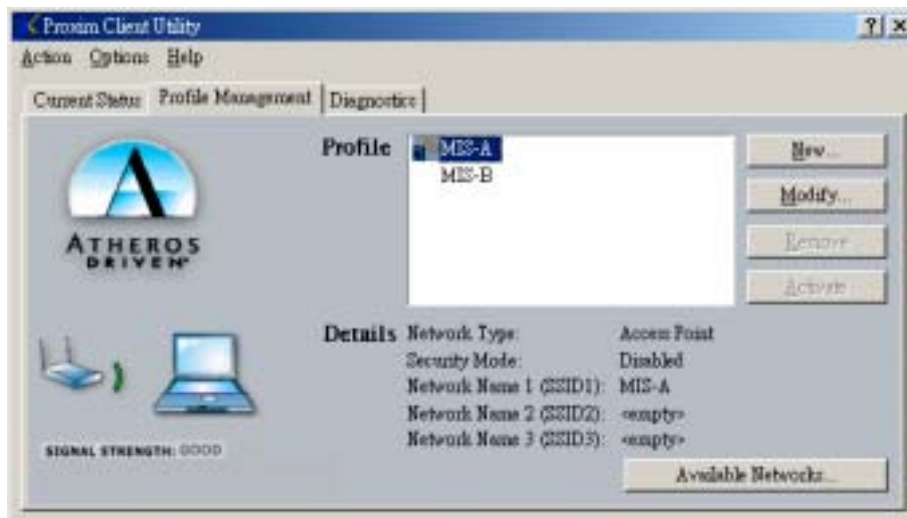 Proxim Client Utility
Action Options Help
Current Status Profile Management Diagnostics
Profile
MIS-A
MIS-B
New...
Modify...
Remove
Activate
ATHEROS
DRIVEN
Details
Network Type: Access Point
Security Mode: Disabled
Network Name 1 (SSID1): MIS-A
Network Name 2 (SSID2): <empty>
Network Name 3 (SSID3): <empty>
SIGNAL STRENGTH: GOOD
Available Networks...